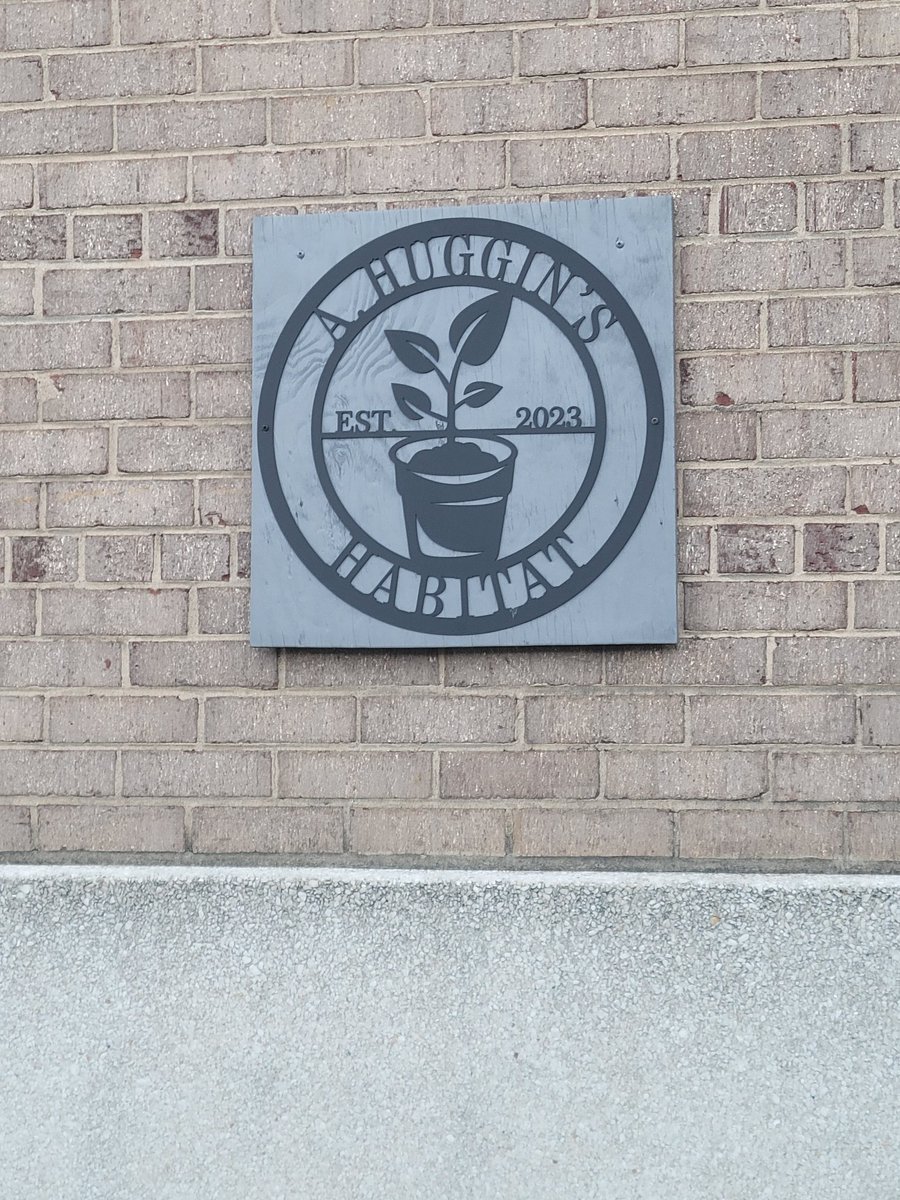 A. HUGGIN'S
EST. 2023
HABITAT